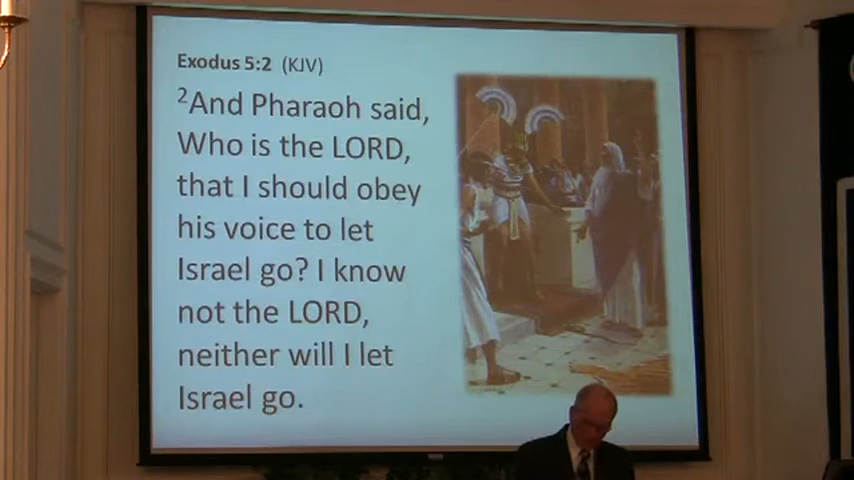 Exodus 5:2 (KJV)
²And Pharaoh said,
Who is the LORD,
that I should obey
his voice to let
Israel go? I know
not the LORD,
neither will I let
Israel go.